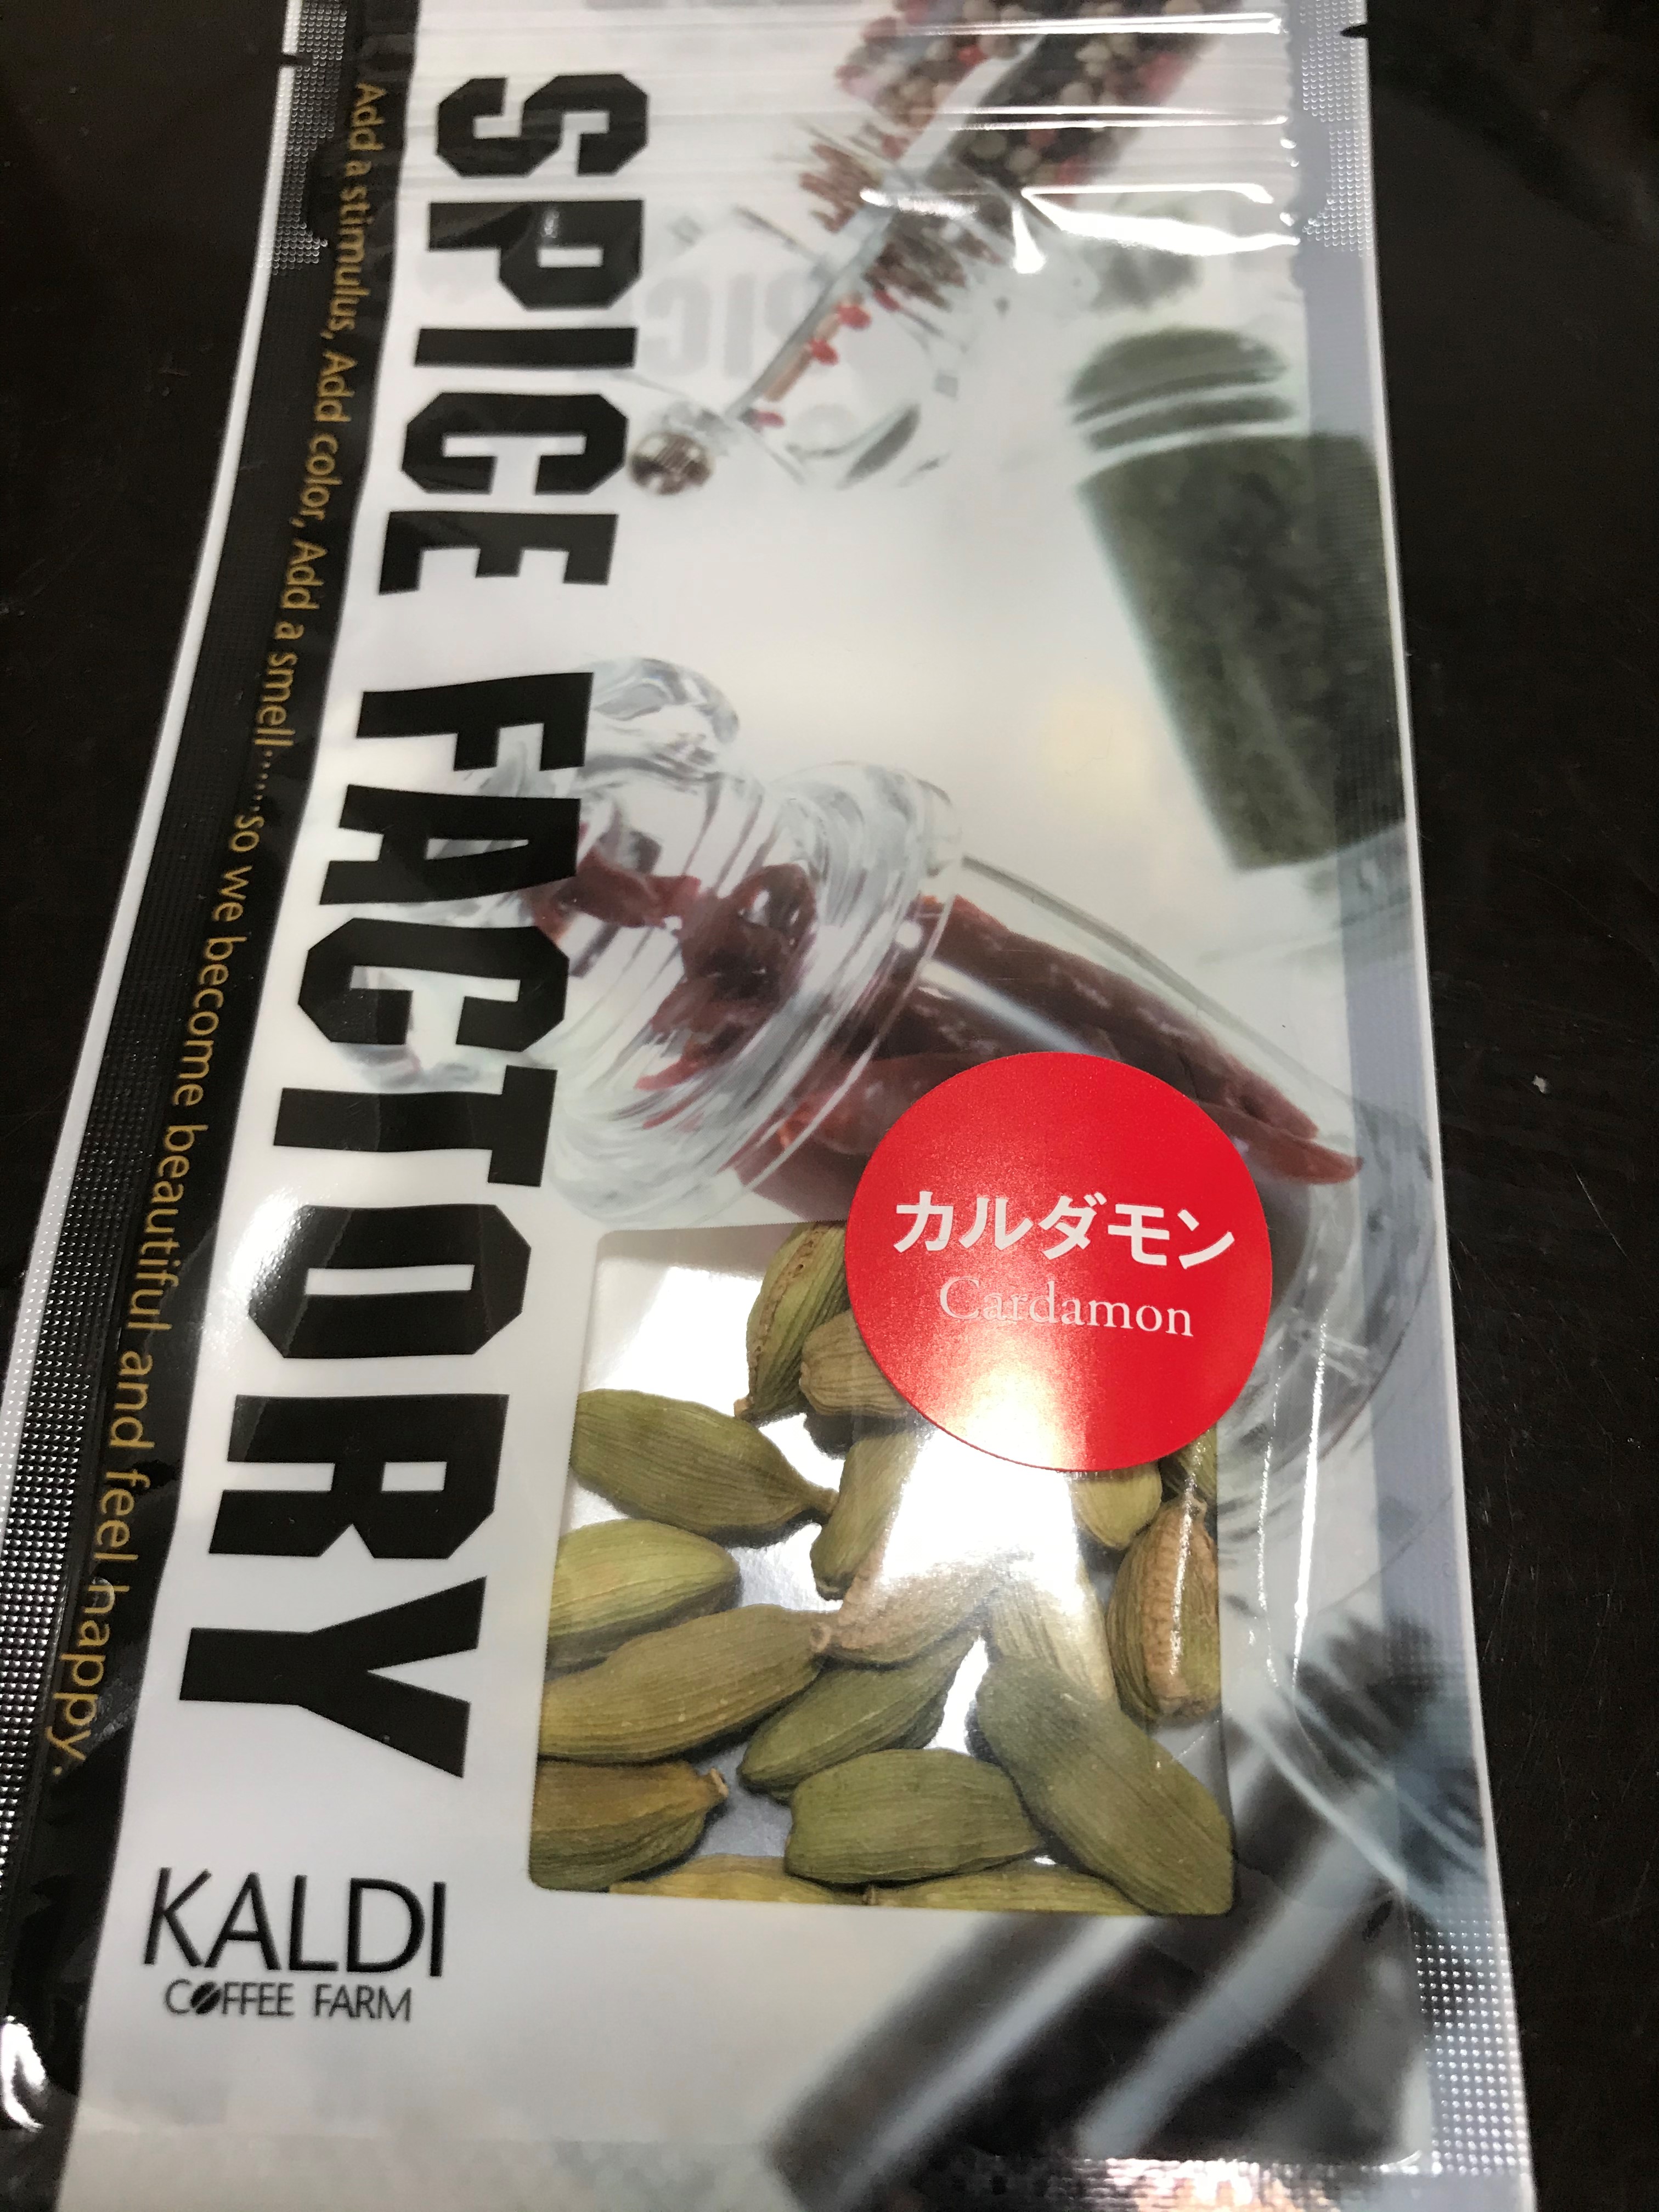 SPICE FACTORY
Add a stimulus, Add color, Add a smell……so we become beautiful and feel happy.
カルダモン
Cardamon
KALDI
COFFEE FARM